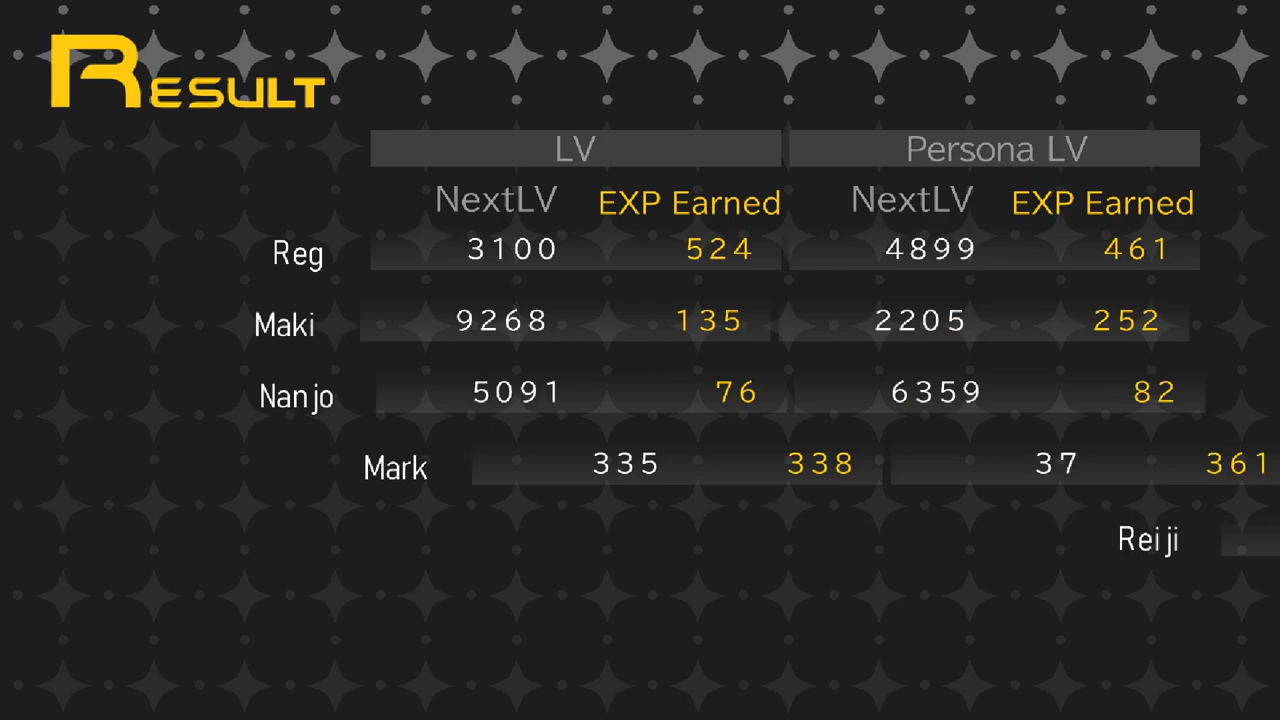 RESULT
LV Persona LV
NextLV EXP Earned NextLV EXP Earned
Reg 3100 524 4899 461
Maki 9268 135 2205 252
Nanjo 5091 76 6359 82
Mark 335 338 37 361
Reiji